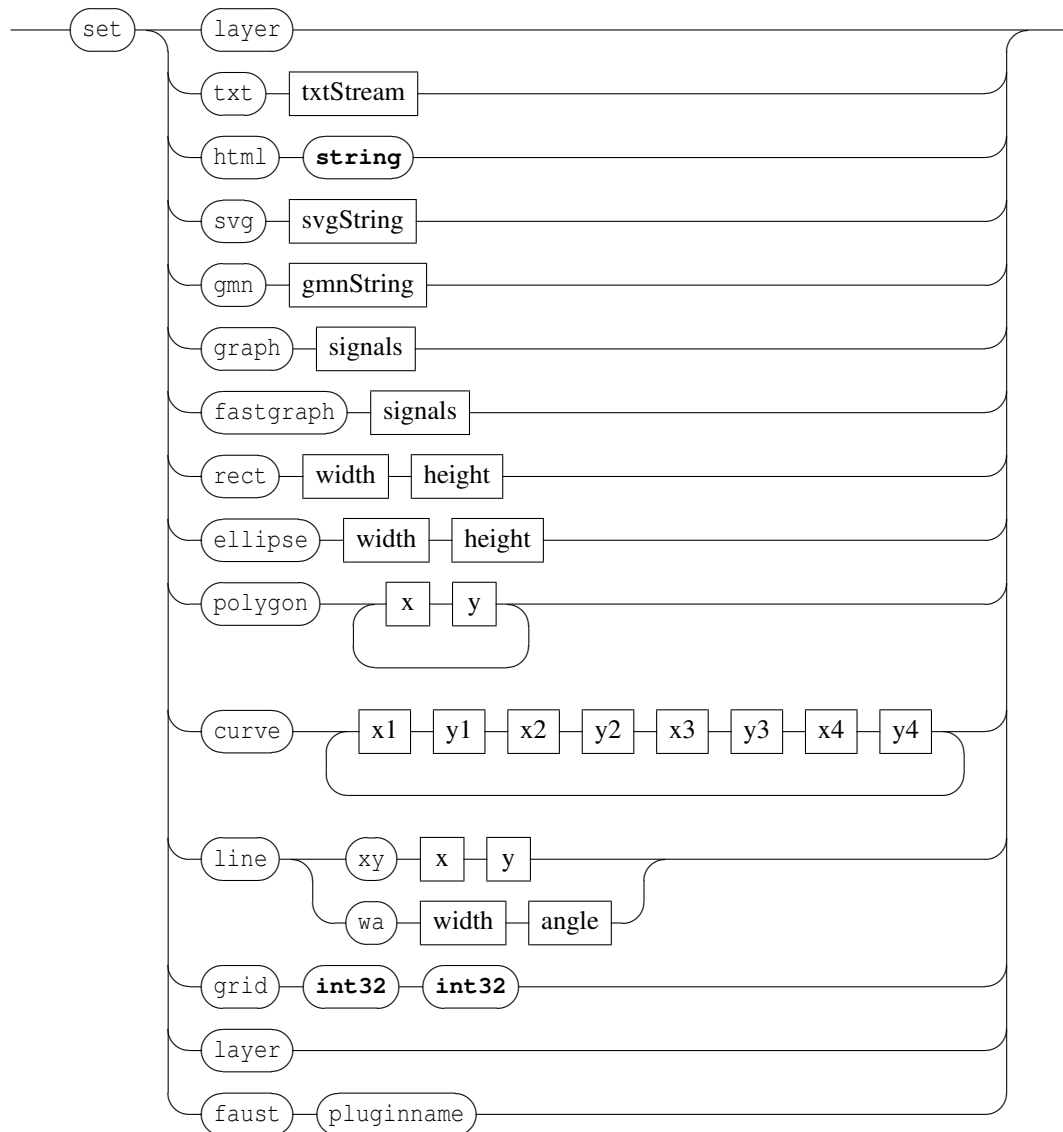 set layer
txt txtStream
html string
svg svgString
gmn gmnString
graph signals
fastgraph signals
rect width height
ellipse width height
polygon x y
curve x1 y1 x2 y2 x3 y3 x4 y4
line xy x y
wa width angle
grid int32 int32
layer
faust pluginname